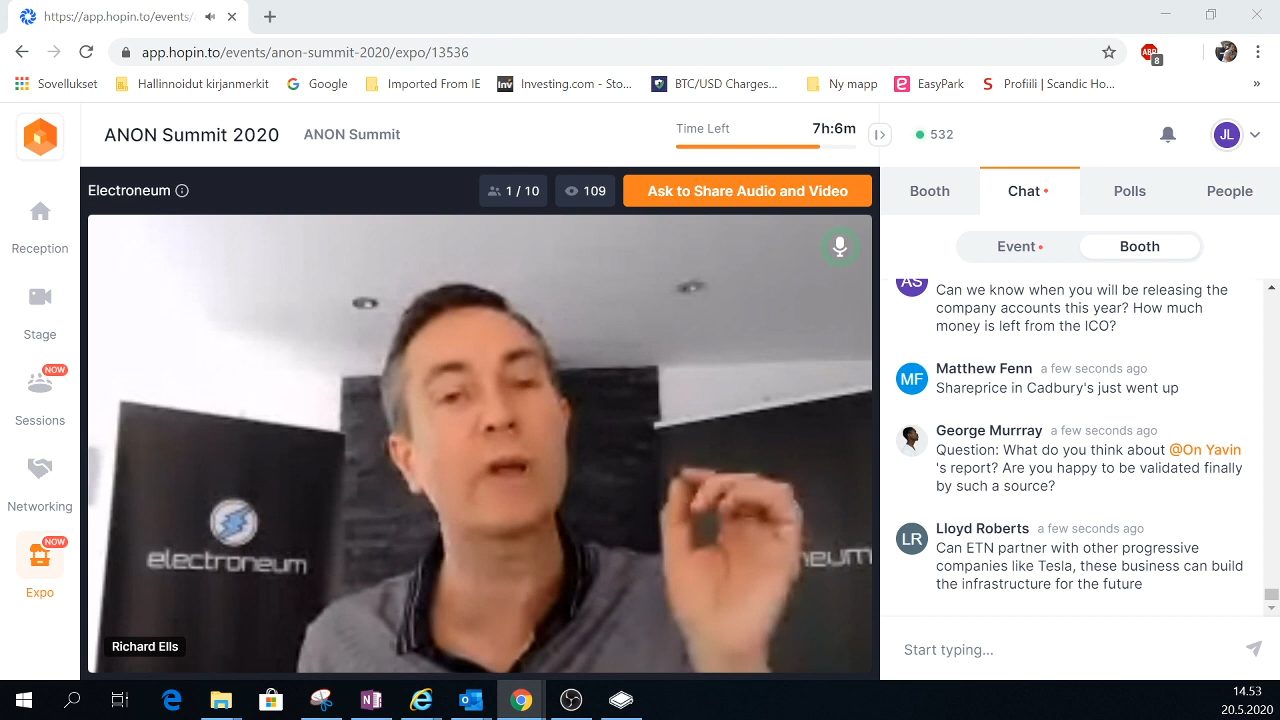 https://app.hopin.to/events/
app.hopin.to/events/anon-summit-2020/expo/13536
ABP
8
Sovellukset
Hallinnoidut kirjanmerkit
Google
Imported From IE
Inv
Investing.com - Sto...
BTC/USD Charges...
Ny mapp
EasyPark
Profiili | Scandic Ho...
»
ANON Summit 2020
ANON Summit
Time Left
7h:6m
532
JL
Electroneum
1 / 10
109
Ask to Share Audio and Video
Booth
Chat
Polls
People
Event
Booth
Reception
Stage
NOW
Sessions
Networking
NOW
Expo
electroneum
neum
Richard Ells
AS
Can we know when you will be releasing the
company accounts this year? How much
money is left from the ICO?
MF
Matthew Fenn a few seconds ago
Shareprice in Cadbury's just went up
George Murrray a few seconds ago
Question: What do you think about @On Yavin
's report? Are you happy to be validated finally
by such a source?
LR
Lloyd Roberts a few seconds ago
Can ETN partner with other progressive
companies like Tesla, these business can build
the infrastructure for the future
Start typing...
14.53
20.5.2020